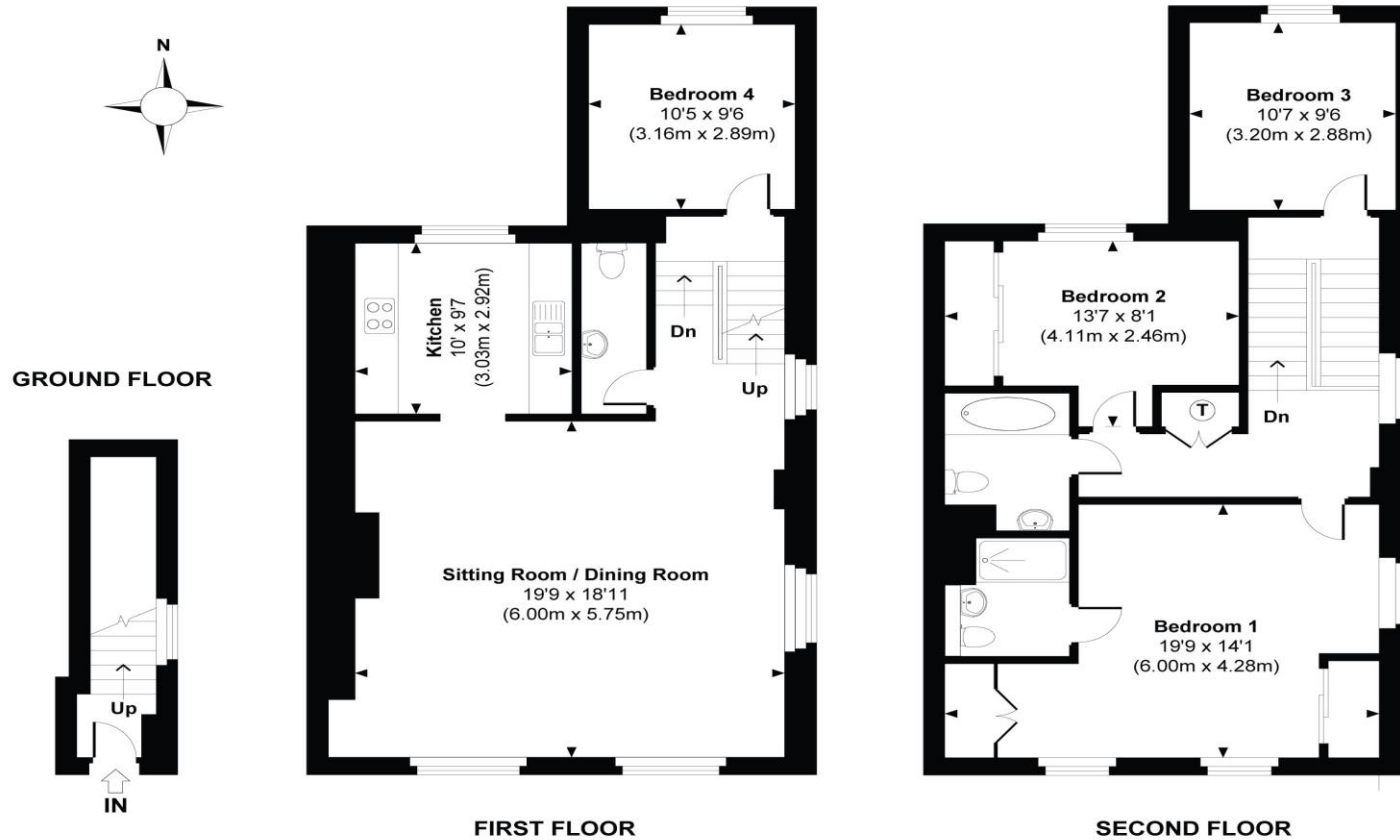 N
GROUND FLOOR
Up
IN
Bedroom 4
10'5 x 9'6
(3.16m x 2.89m)
Kitchen
10' x 9'7
(3.03m x 2.92m)
Dn
Up
Sitting Room / Dining Room
19'9 x 18'11
(6.00m x 5.75m)
FIRST FLOOR
Bedroom 3
10'7 x 9'6
(3.20m x 2.88m)
Bedroom 2
13'7 x 8'1
(4.11m x 2.46m)
T
Dn
Bedroom 1
19'9 x 14'1
(6.00m x 4.28m)
SECOND FLOOR